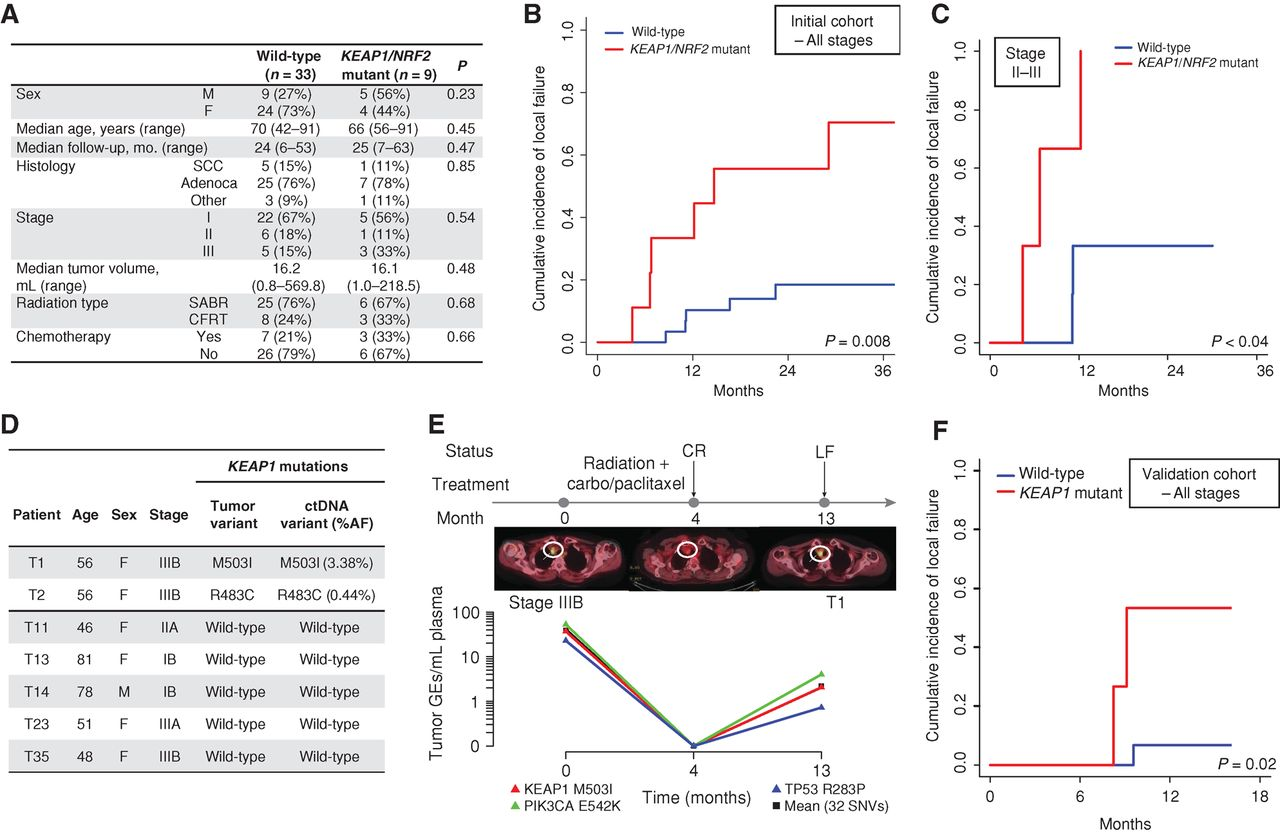 A
Wild-type KEAP1/NRF2
(n = 33) mutant (n = 9) P
Sex M 9 (27%) 5 (56%) 0.23
F 24 (73%) 4 (44%)
Median age, years (range) 70 (42–91) 66 (56–91) 0.45
Median follow-up, mo. (range) 24 (6–53) 25 (7–63) 0.47
Histology SCC 5 (15%) 1 (11%) 0.85
Adenoca 25 (76%) 7 (78%)
Other 3 (9%) 1 (11%)
Stage I 22 (67%) 5 (56%) 0.54
II 6 (18%) 1 (11%)
III 5 (15%) 3 (33%)
Median tumor volume, 16.2 16.1 0.48
mL (range) (0.8–569.8) (1.0–218.5)
Radiation type SABR 25 (76%) 6 (67%) 0.68
CFRT 8 (24%) 3 (33%)
Chemotherapy Yes 7 (21%) 3 (33%) 0.66
No 26 (79%) 6 (67%)
B
Cumulative incidence of local failure
1.0
0.8
0.6
0.4
0.2
0.0
Wild-type
KEAP1/NRF2 mutant
Initial cohort
– All stages
P = 0.008
0 12 24 36
Months
C
Cumulative incidence of local failure
1.0
0.8
0.6
0.4
0.2
0.0
Stage
II–III
Wild-type
KEAP1/NRF2 mutant
P < 0.04
0 12 24 36
Months
D
KEAP1 mutations
Patient Age Sex Stage Tumor variant ctDNA variant (%AF)
T1 56 F IIIB M503I M503I (3.38%)
T2 56 F IIIB R483C R483C (0.44%)
T11 46 F IIA Wild-type Wild-type
T13 81 F IB Wild-type Wild-type
T14 78 M IB Wild-type Wild-type
T23 51 F IIIA Wild-type Wild-type
T35 48 F IIIB Wild-type Wild-type
E
Status CR LF
Radiation +
carbo/paclitaxel
Treatment
Month 0 4 13
Stage IIIB T1
Tumor GEs/mL plasma
100
10
1
0
0 4 13
Time (months)
KEAP1 M503I
PIK3CA E542K
TP53 R283P
Mean (32 SNVs)
F
Cumulative incidence of local failure
1.0
0.8
0.6
0.4
0.2
0.0
Wild-type
KEAP1 mutant
Validation cohort
– All stages
P = 0.02
0 6 12 18
Months